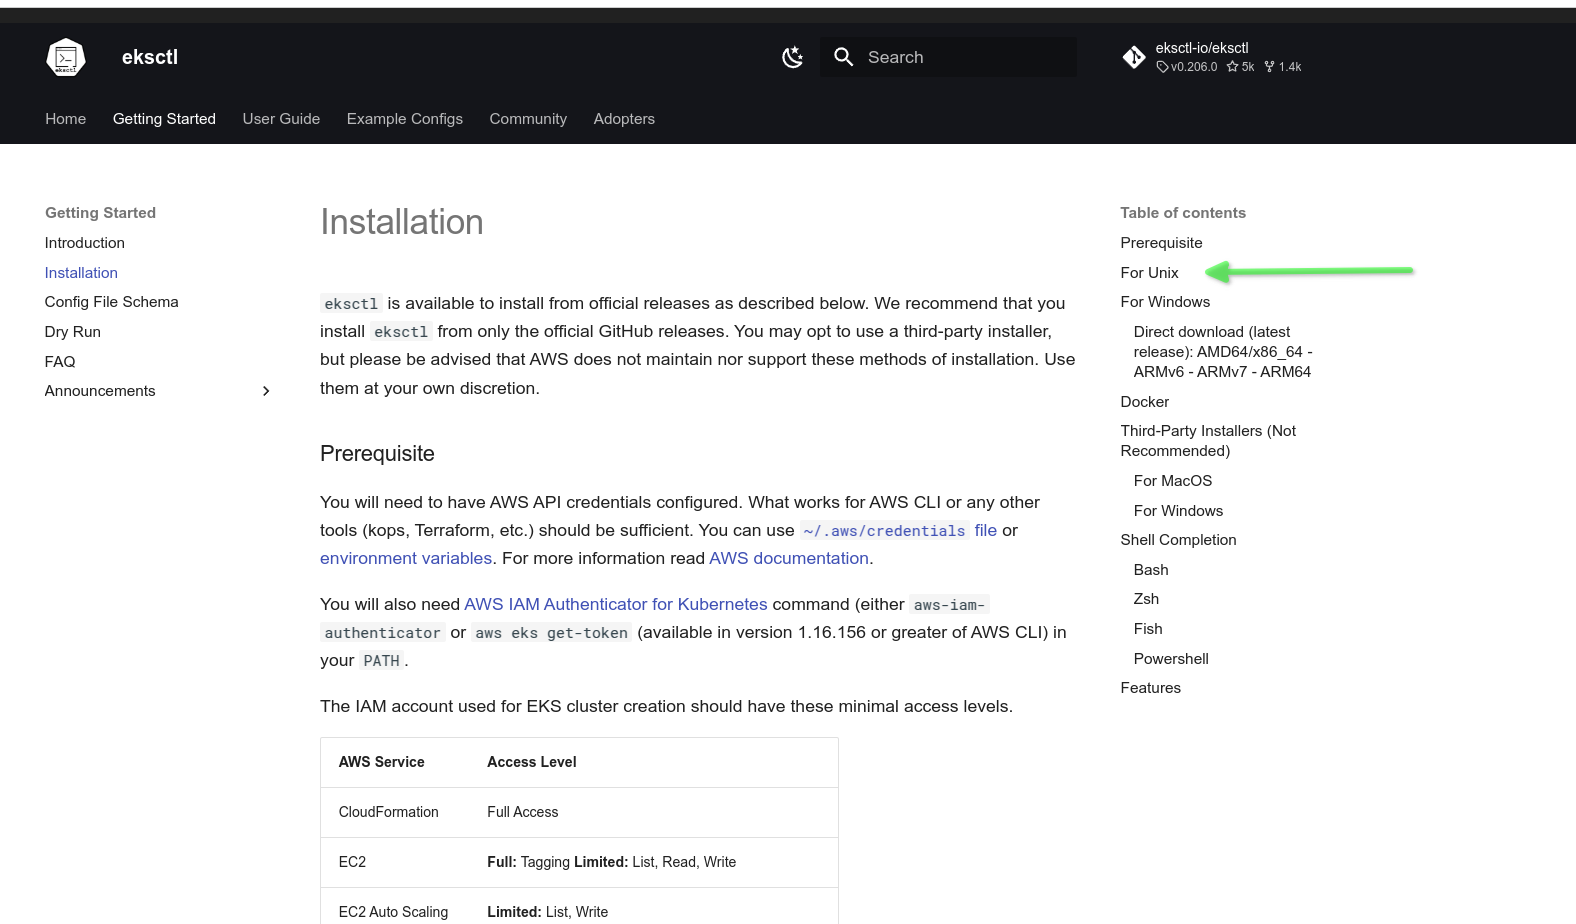 eksctl
eksctl
Search
eksctl-io/eksctl
v0.206.0 5k 1.4k
Home Getting Started User Guide Example Configs Community Adopters
Getting Started
Introduction
Installation
Config File Schema
Dry Run
FAQ
Announcements
Installation
eksctl is available to install from official releases as described below. We recommend that you
install eksctl from only the official GitHub releases. You may opt to use a third-party installer,
but please be advised that AWS does not maintain nor support these methods of installation. Use
them at your own discretion.
Prerequisite
You will need to have AWS API credentials configured. What works for AWS CLI or any other
tools (kops, Terraform, etc.) should be sufficient. You can use ~/.aws/credentials file or
environment variables. For more information read AWS documentation.
You will also need AWS IAM Authenticator for Kubernetes command (either aws-iam-
authenticator or aws eks get-token (available in version 1.16.156 or greater of AWS CLI) in
your PATH.
The IAM account used for EKS cluster creation should have these minimal access levels.
AWS Service Access Level
CloudFormation Full Access
EC2 Full: Tagging Limited: List, Read, Write
EC2 Auto Scaling Limited: List, Write
Table of contents
Prerequisite
For Unix
For Windows
Direct download (latest
release): AMD64/x86_64 -
ARMv6 - ARMv7 - ARM64
Docker
Third-Party Installers (Not
Recommended)
For MacOS
For Windows
Shell Completion
Bash
Zsh
Fish
Powershell
Features